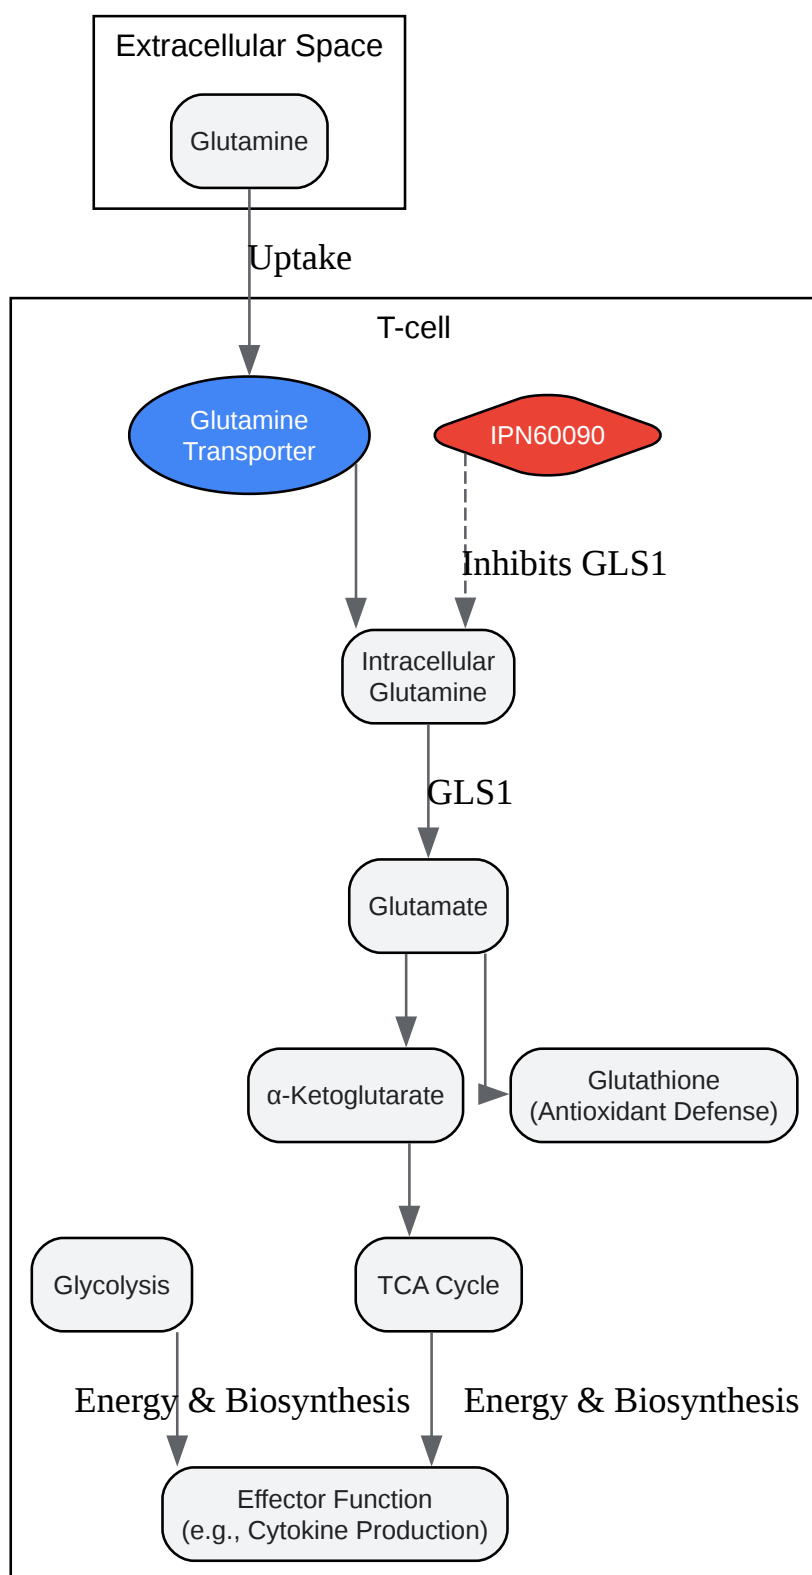 Extracellular Space
Glutamine
Uptake
T-cell
Glutamine
Transporter
IPN60090
Inhibits GLS1
Intracellular
Glutamine
GLS1
Glutamate
α-Ketoglutarate
Glutathione
(Antioxidant Defense)
Glycolysis
TCA Cycle
Energy & Biosynthesis
Energy & Biosynthesis
Effector Function
(e.g., Cytokine Production)